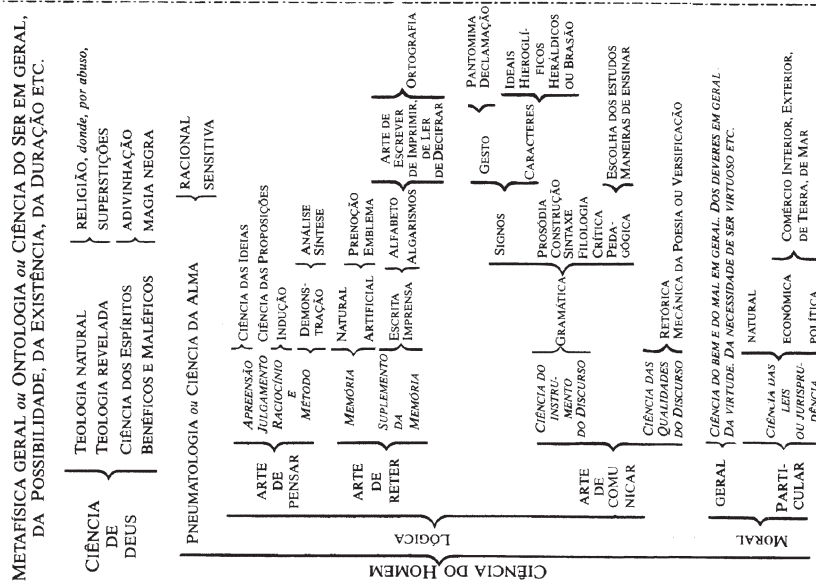 METAFÍSICA GERAL ou ONTOLOGIA ou CIÊNCIA DO SER EM GERAL,
DA POSSIBILIDADE, DA EXISTÊNCIA, DA DURAÇÃO ETC.
CIÊNCIA
DE
DEUS
TEOLOGIA NATURAL
TEOLOGIA REVELADA
RELIGIÃO, donde, por abuso,
SUPERSTIÇÕES
CIÊNCIA DOS ESPÍRITOS
BENÉFICOS E MALÉFICOS
ADIVINHAÇÃO
MAGIA NEGRA
CIÊNCIA DO HOMEM
PNEUMATOLOGIA ou CIÊNCIA DA ALMA
RACIONAL
SENSITIVA
LÓGICA
ARTE
DE
PENSAR
APREENSÃO
JULGAMENTO
RACIOCÍNIO
E
MÉTODO
CIÊNCIA DAS IDEIAS
CIÊNCIA DAS PROPOSIÇÕES
INDUÇÃO
DEMONS-
TRAÇÃO
ANÁLISE
SÍNTESE
ARTE
DE
RETER
MEMÓRIA
NATURAL
ARTIFICIAL
PRENOÇÃO
EMBLEMA
SUPLEMENTO
DA
MEMÓRIA
ESCRITA
IMPRENSA
ALFABETO
ALGARISMOS
ARTE DE
ESCREVER
DE IMPRIMIR,
DE LER
DE DECIFRAR
ORTOGRAFIA
ARTE
DE
COMU
NICAR
CIÊNCIA DO
INSTRU-
MENTO
DO DISCURSO
GRAMÁTICA
SIGNOS
GESTO
PANTOMIMA
DECLAMAÇÃO
CARACTERES
IDEAIS
HIEROGLÍ-
FICOS
HERÁLDICOS
OU BRASÃO
PROSÓDIA
CONSTRUÇÃO
SINTAXE
FILOLOGIA
CRÍTICA
PEDA-
GÓGICA
ESCOLHA DOS ESTUDOS
MANEIRAS DE ENSINAR
CIÊNCIA DAS
QUALIDADES
DO DISCURSO
RETÓRICA
MECÂNICA DA POESIA OU VERSIFICAÇÃO
MORAL
GERAL
CIÊNCIA DO BEM E DO MAL EM GERAL. DOS DEVERES EM GERAL.
DA VIRTUDE. DA NECESSIDADE DE SER VIRTUOSO ETC.
PARTI-
CULAR
CIÊNCIA DAS
LEIS
OU JURISPRU-
DÊNCIA
NATURAL
ECONÔMICA
POLÍTICA
COMÉRCIO INTERIOR, EXTERIOR,
DE TERRA, DE MAR